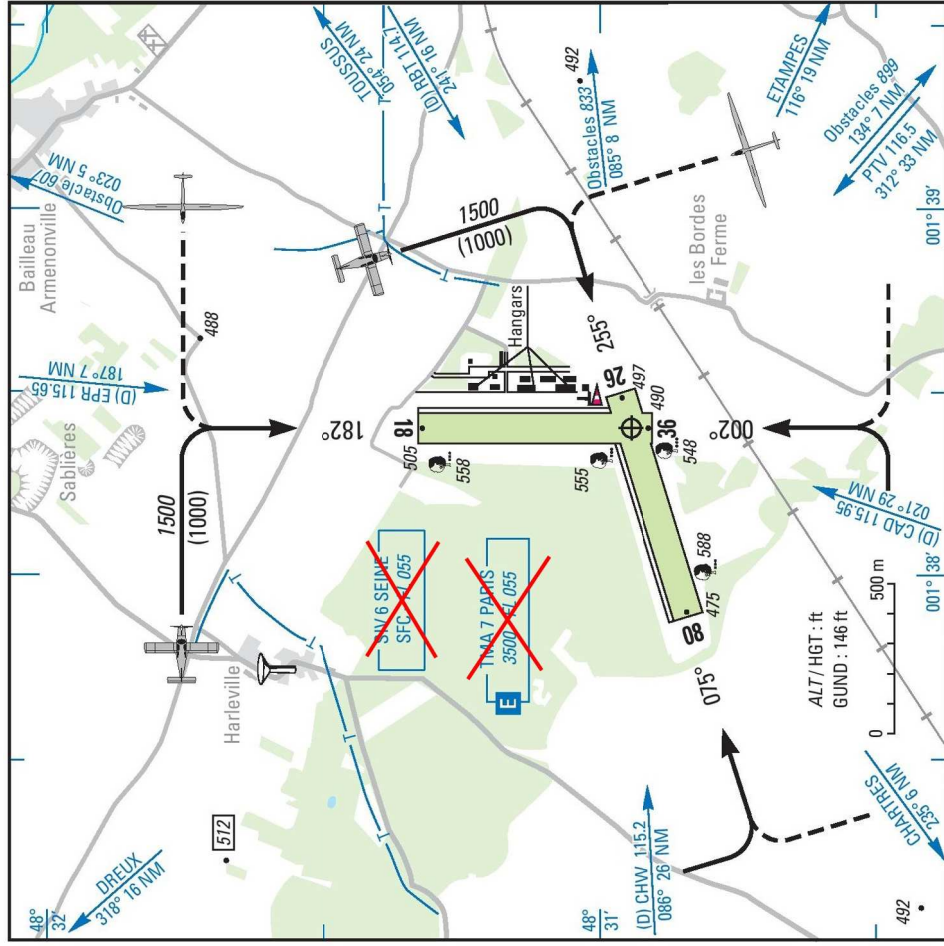 48°
32'
DREUX
318° 16 NM
512
Harleville
1500
(1000)
Sablières
(D) EPR 115.65
187° 7 NM
488
Bailleau
Armenonville
Obstacle 607
023° 5 NM
TOUSSUS
054° 24 NM
(D) RBT 114.7
241° 16 NM
T
T
T
T
T
T
T
T
T
182°
18
505
558
SIV 6 SEINE
SFC - FL 055
E
TMA 7 PARIS
3500 - FL 055
Hangars
1500
(1000)
492
Obstacles 833
085° 8 NM
255°
26
497
490
36
548
555
588
475
08
075°
002°
les Bordes
Ferme
ETAMPES
116° 19 NM
Obstacles 899
134° 7 NM
PTV 116.5
312° 33 NM
48°
31'
(D) CHW 115.2
086° 26 NM
CHARTRES
235° 6 NM
492
ALT / HGT : ft
GUND : 146 ft
0
500 m
(D) CAD 115.95
021° 29 NM
001° 38'
001° 39'